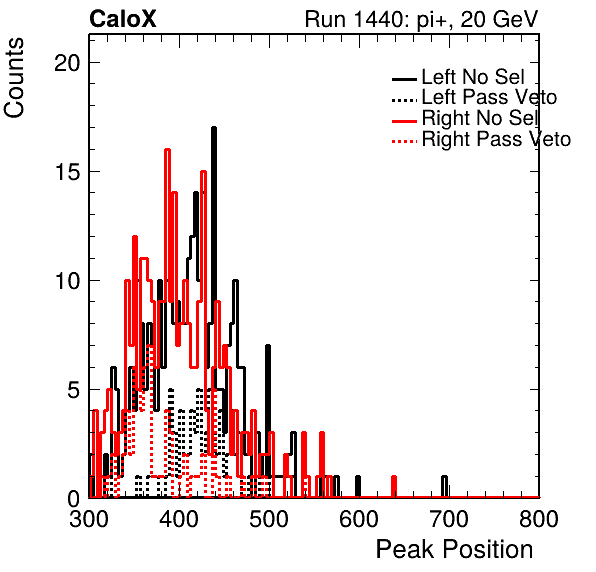 CaloX Run 1440: pi+, 20 GeV
Counts
20
15
10
5
0
Left No Sel
Left Pass Veto
Right No Sel
Right Pass Veto
300 400 500 600 700 800
Peak Position